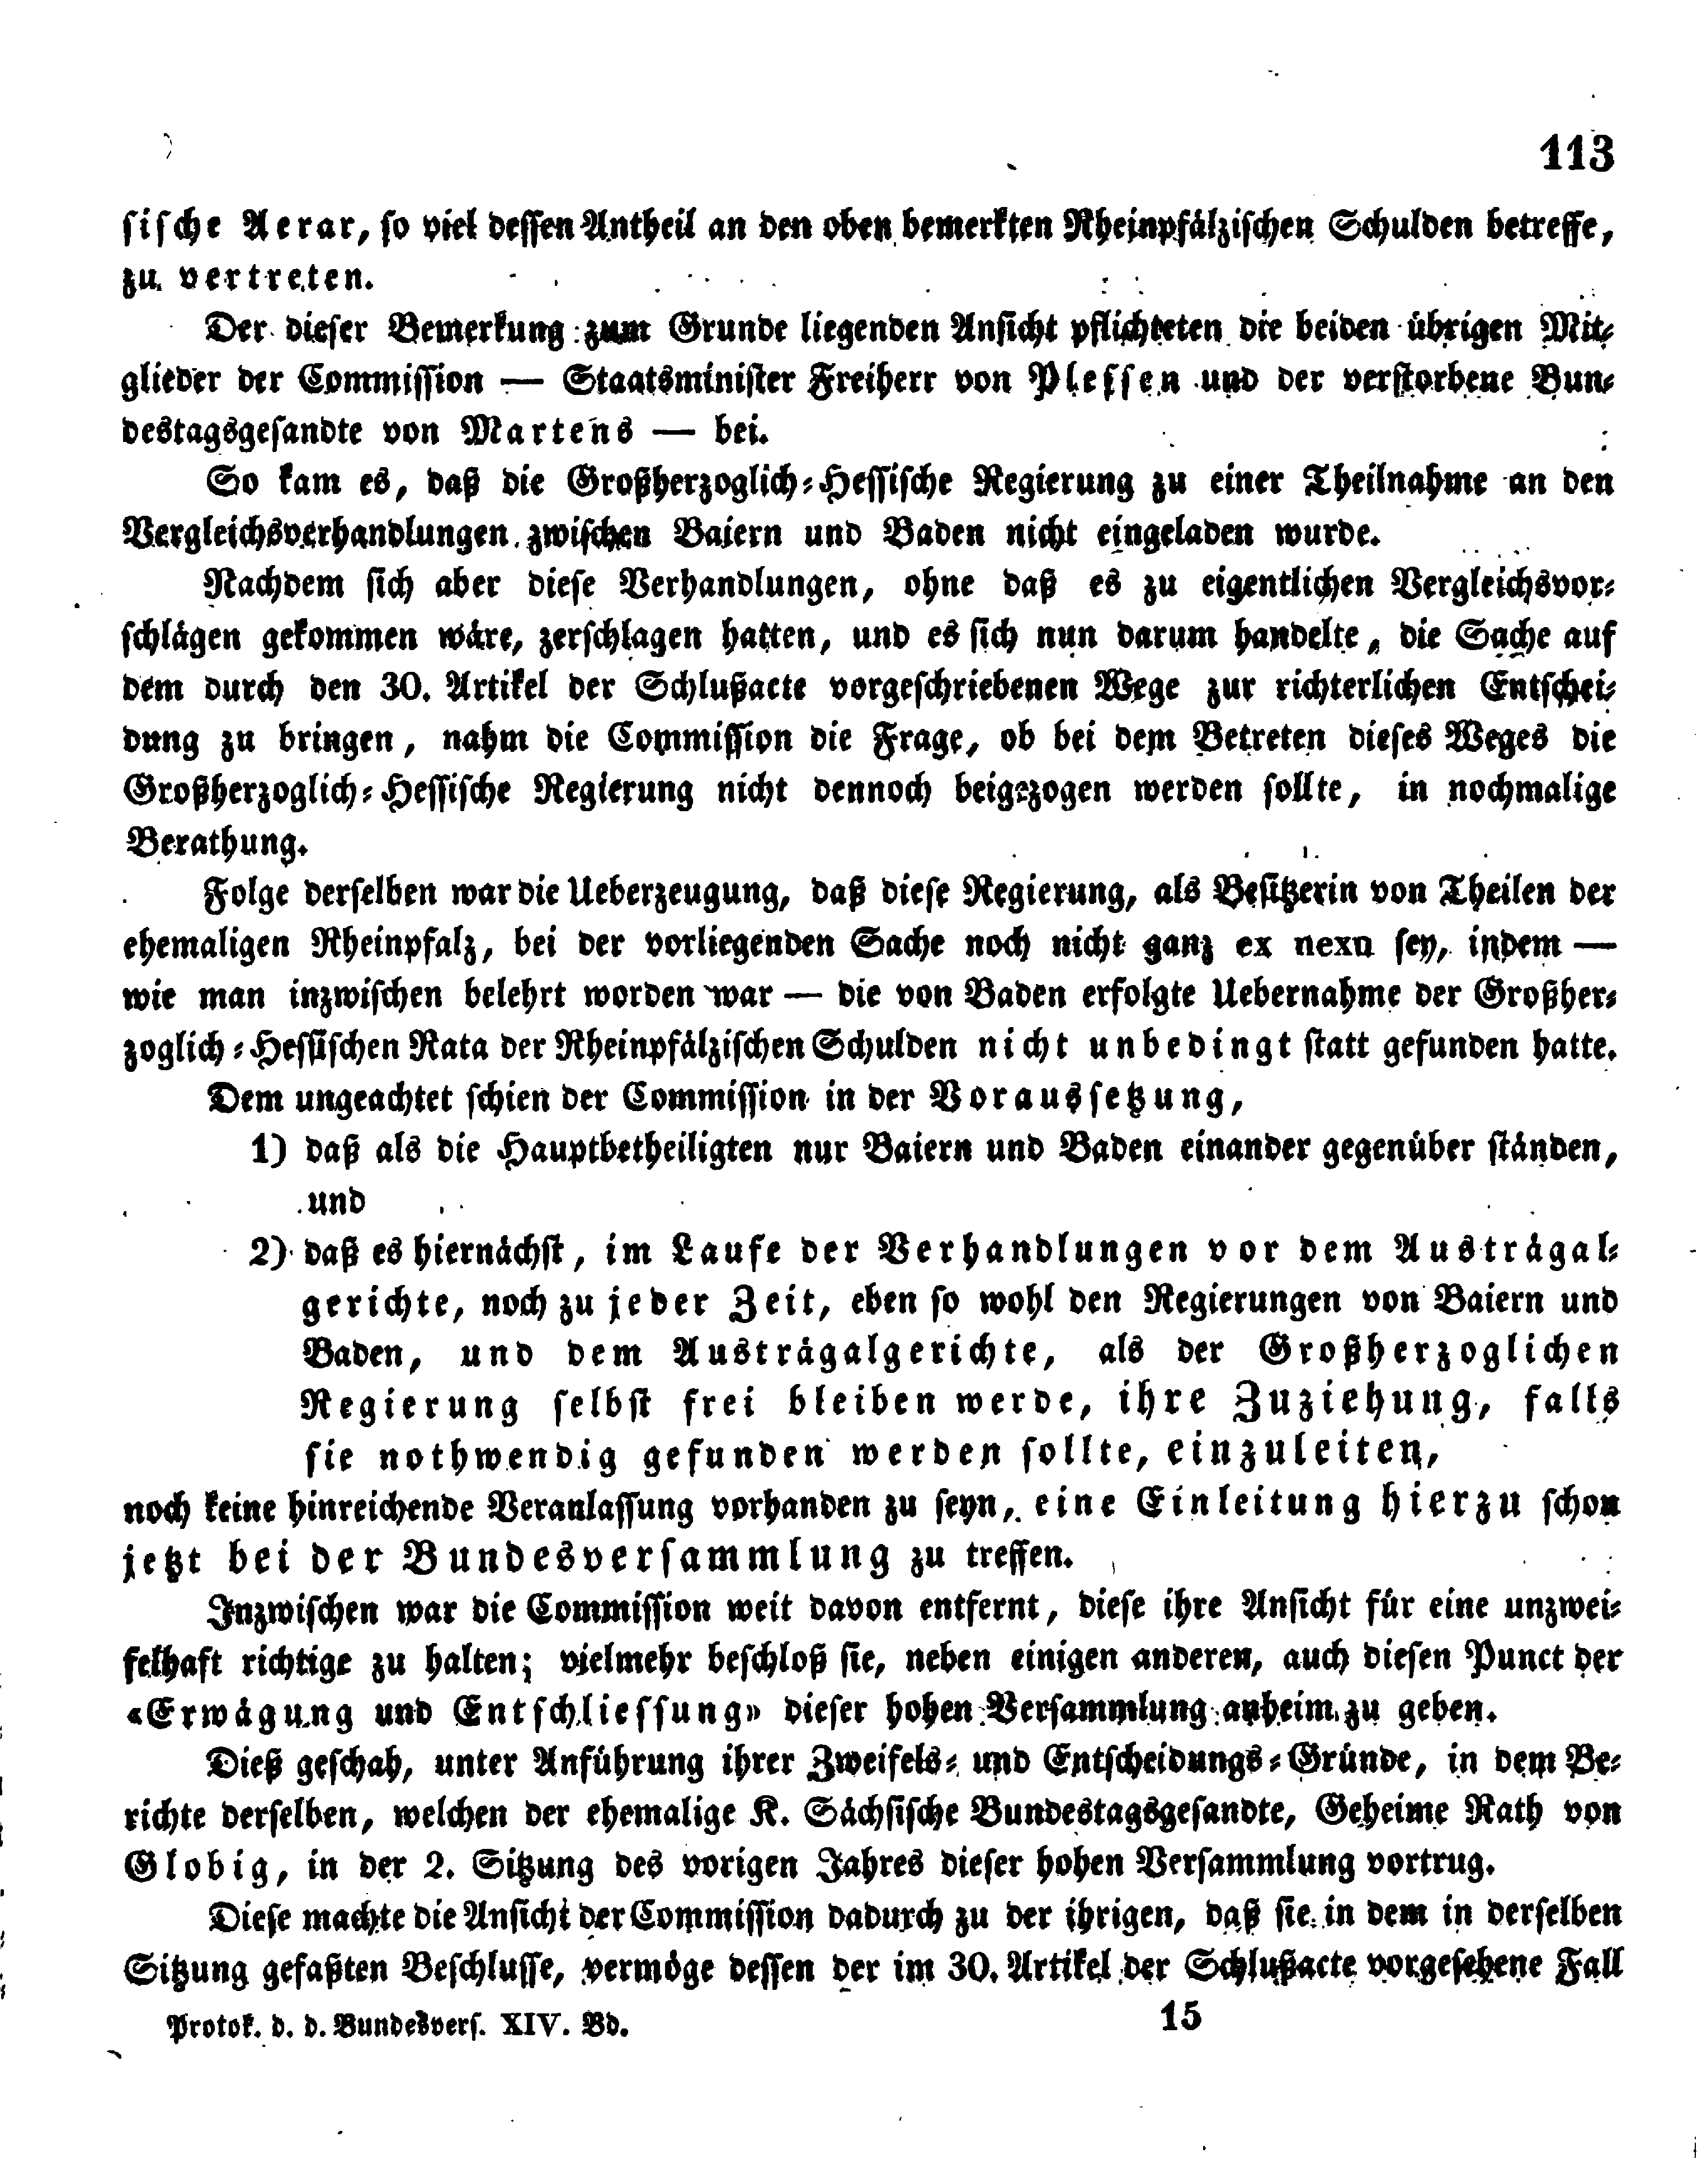 113
sische Aerar, so viel dessen Antheil an den oben bemerkten Rheinpfälzischen Schulden betreffe,
zu vertreten.
Der dieser Bemerkung zum Grunde liegenden Ansicht pflichteten die beiden übrigen Mit-
glieder der Commission — Staatsminister Freiherr von Plessen und der verstorbene Bun-
destagsgesandte von Martens — bei.
So kam es, daß die Großherzoglich-Hessische Regierung zu einer Theilnahme an den
Vergleichsverhandlungen zwischen Baiern und Baden nicht eingeladen wurde.
Nachdem sich aber diese Verhandlungen, ohne daß es zu eigentlichen Vergleichsvor-
schlägen gekommen wäre, zerschlagen hatten, und es sich nun darum handelte, die Sache auf
dem durch den 30. Artikel der Schlußacte vorgeschriebenen Wege zur richterlichen Entschei-
dung zu bringen, nahm die Commission die Frage, ob bei dem Betreten dieses Weges die
Großherzoglich-Hessische Regierung nicht dennoch beigezogen werden sollte, in nochmalige
Berathung.
Folge derselben war die Ueberzeugung, daß diese Regierung, als Besitzerin von Theilen der
ehemaligen Rheinpfalz, bei der vorliegenden Sache noch nicht ganz ex nexu sey, indem —
wie man inzwischen belehrt worden war — die von Baden erfolgte Uebernahme der Großher-
zoglich-Hessischen Rata der Rheinpfälzischen Schulden nicht unbedingt statt gefunden hatte.
Dem ungeachtet schien der Commission in der Voraussetzung,
1) daß als die Hauptbetheiligten nur Baiern und Baden einander gegenüber ständen,
und
2) daß es hiernächst, im Laufe der Verhandlungen vor dem Austrägal-
gerichte, noch zu jeder Zeit, eben so wohl den Regierungen von Baiern und
Baden, und dem Austrägalgerichte, als der Großherzoglichen
Regierung selbst frei bleiben werde, ihre Zuziehung, falls
sie nothwendig gefunden werden sollte, einzuleiten,
noch keine hinreichende Veranlassung vorhanden zu seyn, eine Einleitung hierzu schon
jetzt bei der Bundesversammlung zu treffen.
Inzwischen war die Commission weit davon entfernt, diese ihre Ansicht für eine unzwei-
felhaft richtige zu halten; vielmehr beschloß sie, neben einigen anderen, auch diesen Punct der
«Erwägung und Entschliessung» dieser hohen Versammlung anheim zu geben.
Dieß geschah, unter Anführung ihrer Zweifels- und Entscheidungs-Gründe, in dem Be-
richte derselben, welchen der ehemalige K. Sächsische Bundestagsgesandte, Geheime Rath von
Globig, in der 2. Sitzung des vorigen Jahres dieser hohen Versammlung vortrug.
Diese machte die Ansicht der Commission dadurch zu der ihrigen, daß sie in dem in derselben
Sitzung gefaßten Beschlusse, vermöge dessen der im 30. Artikel der Schlußacte vorgesehene Fall
Protok. d. d. Bundesvers. XIV. Bd. 15